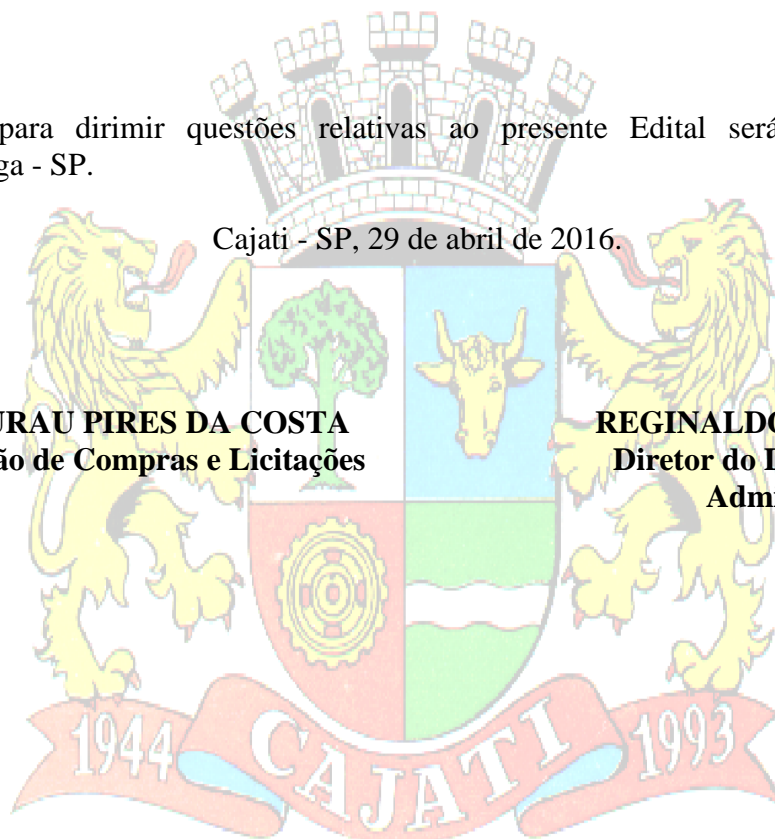 para dirimir questões relativas ao presente Edital será
ga - SP.
Cajati - SP, 29 de abril de 2016.
URAU PIRES DA COSTA
ão de Compras e Licitações
REGINALDO
Diretor do
Admi
1944 CAJATI 1993